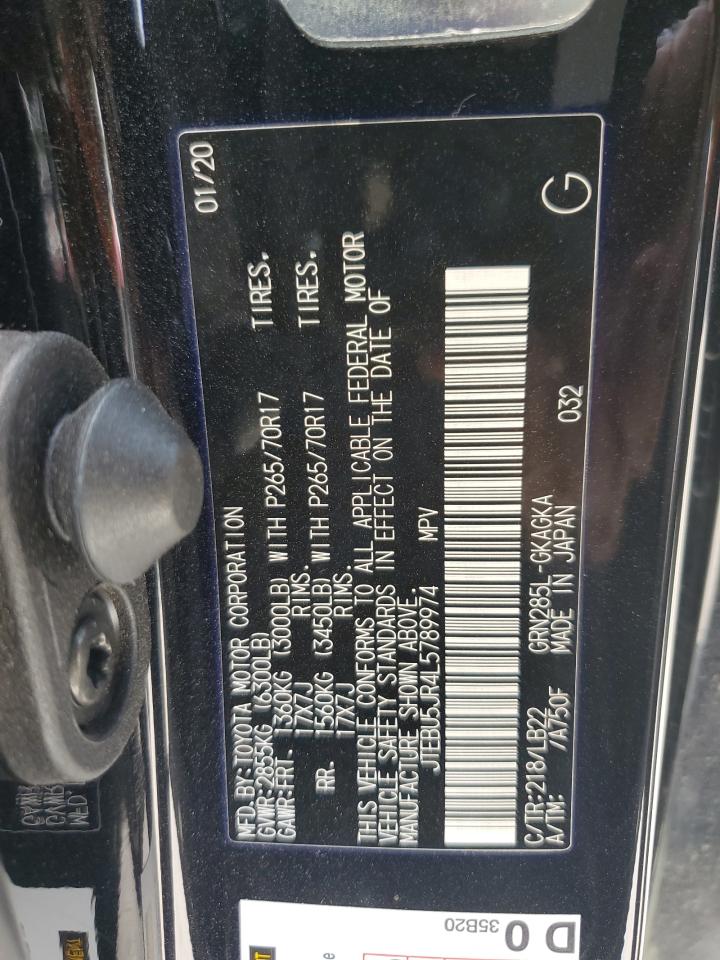 MFD. BY: TOYOTA MOTOR CORPORATION 01/20
GVWR: 2855KG (6300LB)
GAWR: FRT. 1360KG (3000LB) WITH P265/70R17 TIRES.
17X7J RIMS.
RR. 1560KG (3450LB) WITH P265/70R17 TIRES.
17X7J RIMS.
THIS VEHICLE CONFORMS TO ALL APPLICABLE FEDERAL MOTOR
VEHICLE SAFETY STANDARDS IN EFFECT ON THE DATE OF
MANUFACTURE SHOWN ABOVE.
JTEBU5JR4L5789974 MPV
C/TR: 218/LB22 GRN285L-GKAGKA 032 G
A/TM: /A750F MADE IN JAPAN
35B20
D 0